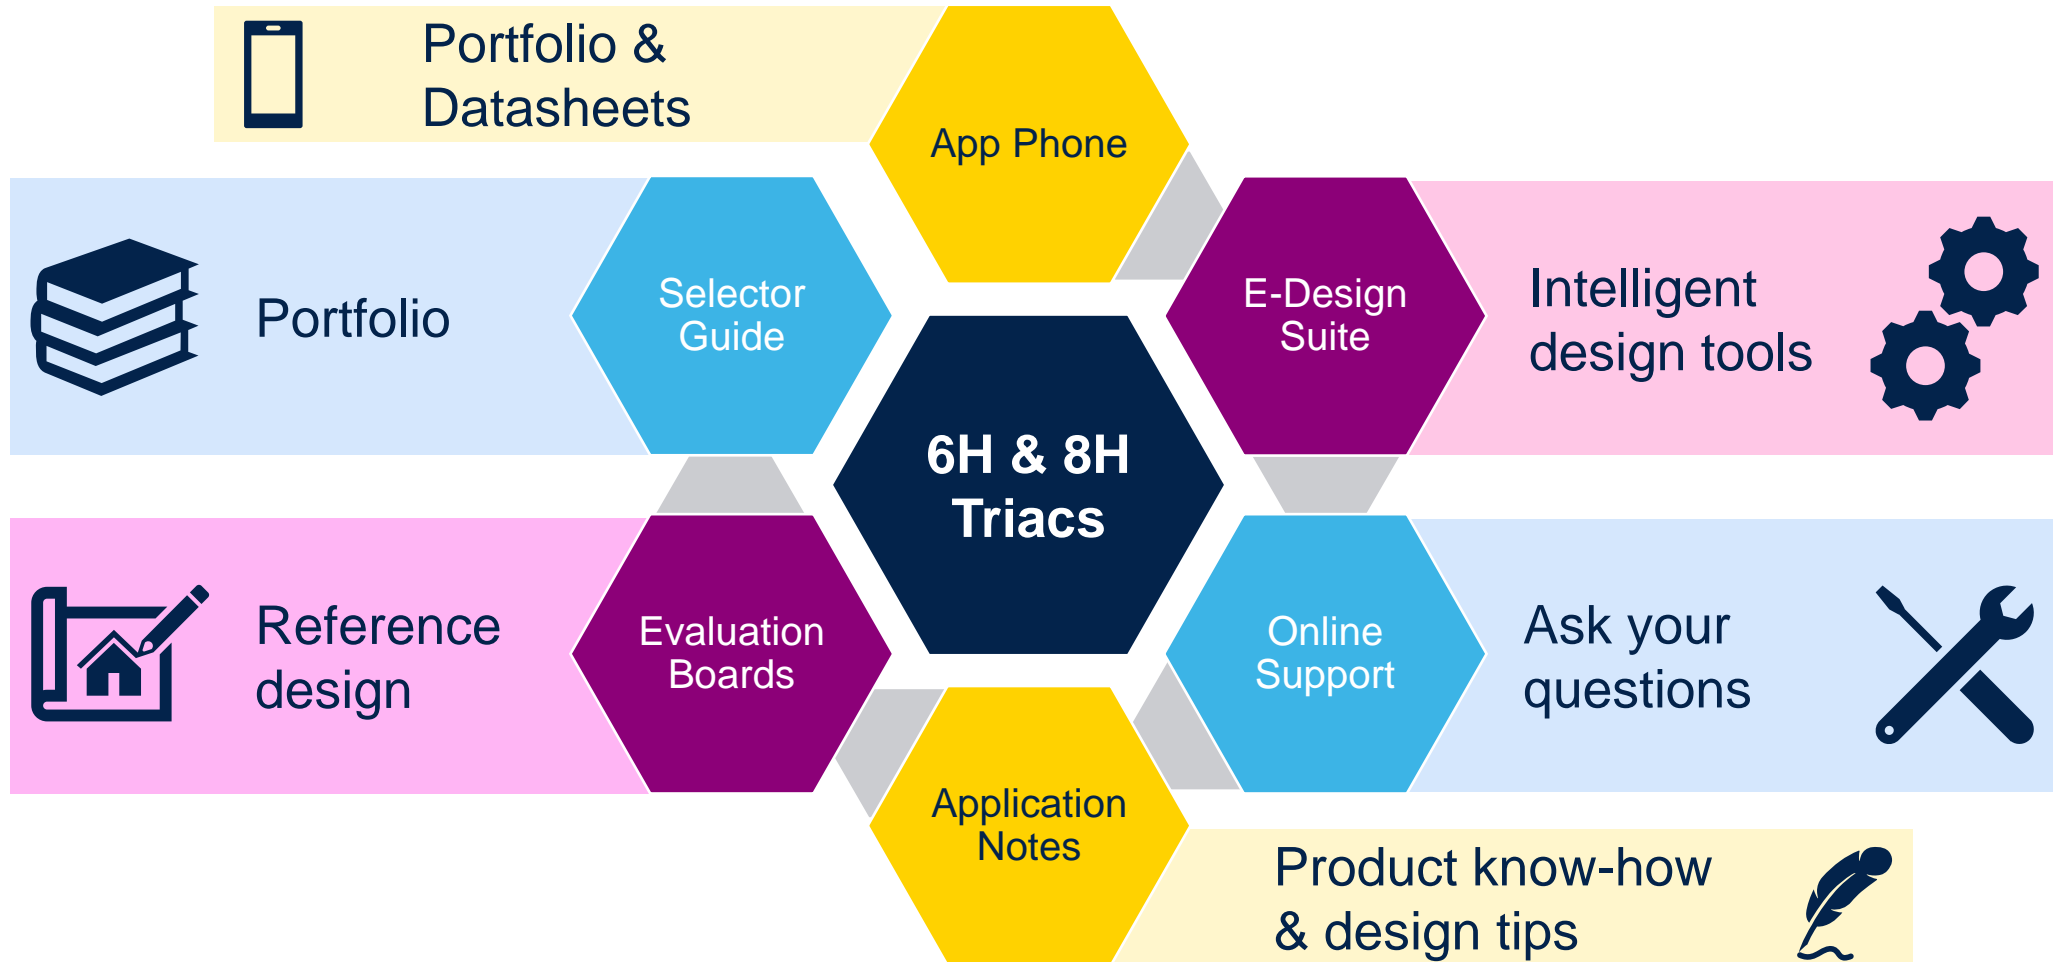 Portfolio &
Datasheets
App Phone
Portfolio
Selector
Guide
E-Design
Suite
Intelligent
design tools
6H & 8H
Triacs
Reference
design
Evaluation
Boards
Online
Support
Ask your
questions
Application
Notes
Product know-how
& design tips